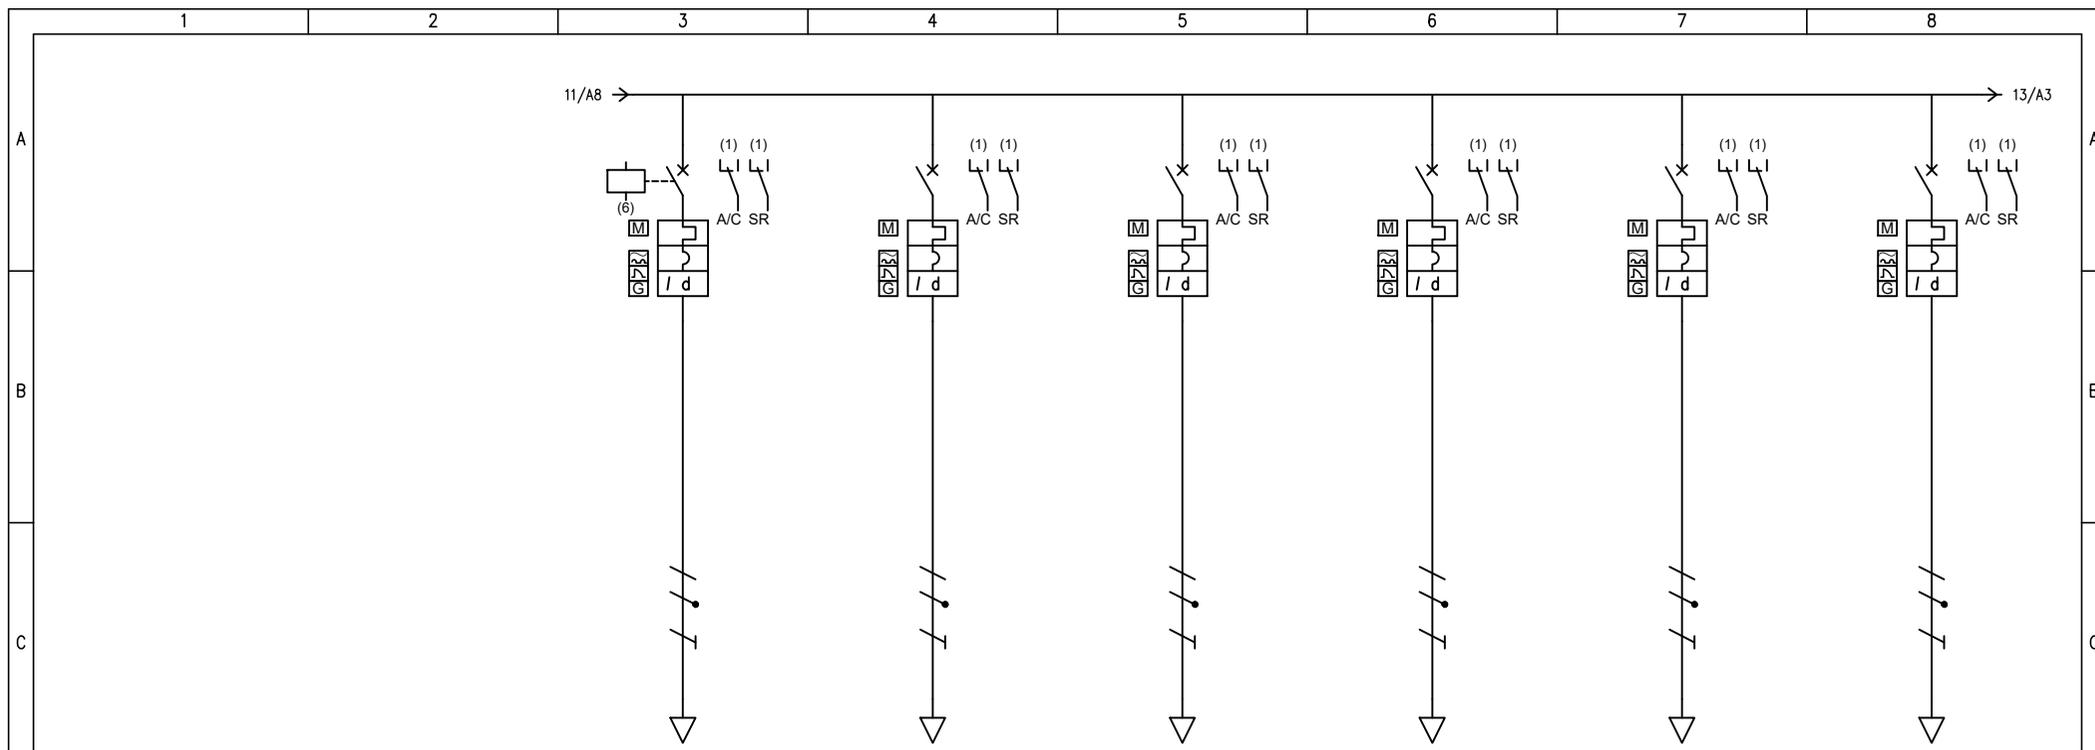 1 2 3 4 5 6 7 8
11/A8 13/A3
A A
(1) (1) (1) (1) (1) (1) (1) (1) (1) (1) (1) (1)
(6)
A/C SR A/C SR A/C SR A/C SR A/C SR A/C SR
M M M M M M
I d I d I d I d I d I d
G G G G G G
B
C